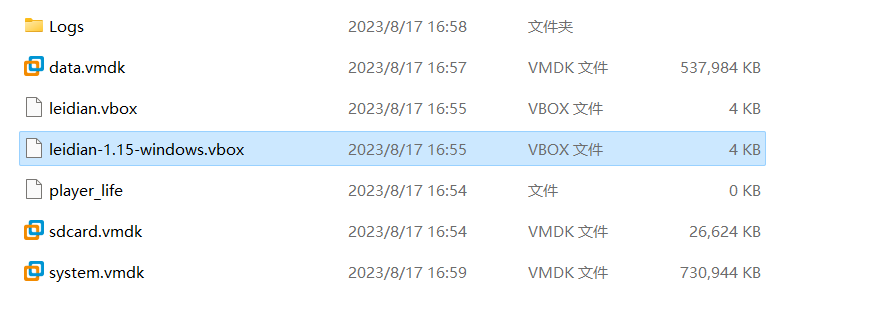 Logs 2023/8/17 16:58 文件夹
data.vmdk 2023/8/17 16:57 VMDK 文件 537,984 KB
leidian.vbox 2023/8/17 16:55 VBOX 文件 4 KB
leidian-1.15-windows.vbox 2023/8/17 16:55 VBOX 文件 4 KB
player_life 2023/8/17 16:54 文件 0 KB
sdcard.vmdk 2023/8/17 16:54 VMDK 文件 26,624 KB
system.vmdk 2023/8/17 16:59 VMDK 文件 730,944 KB